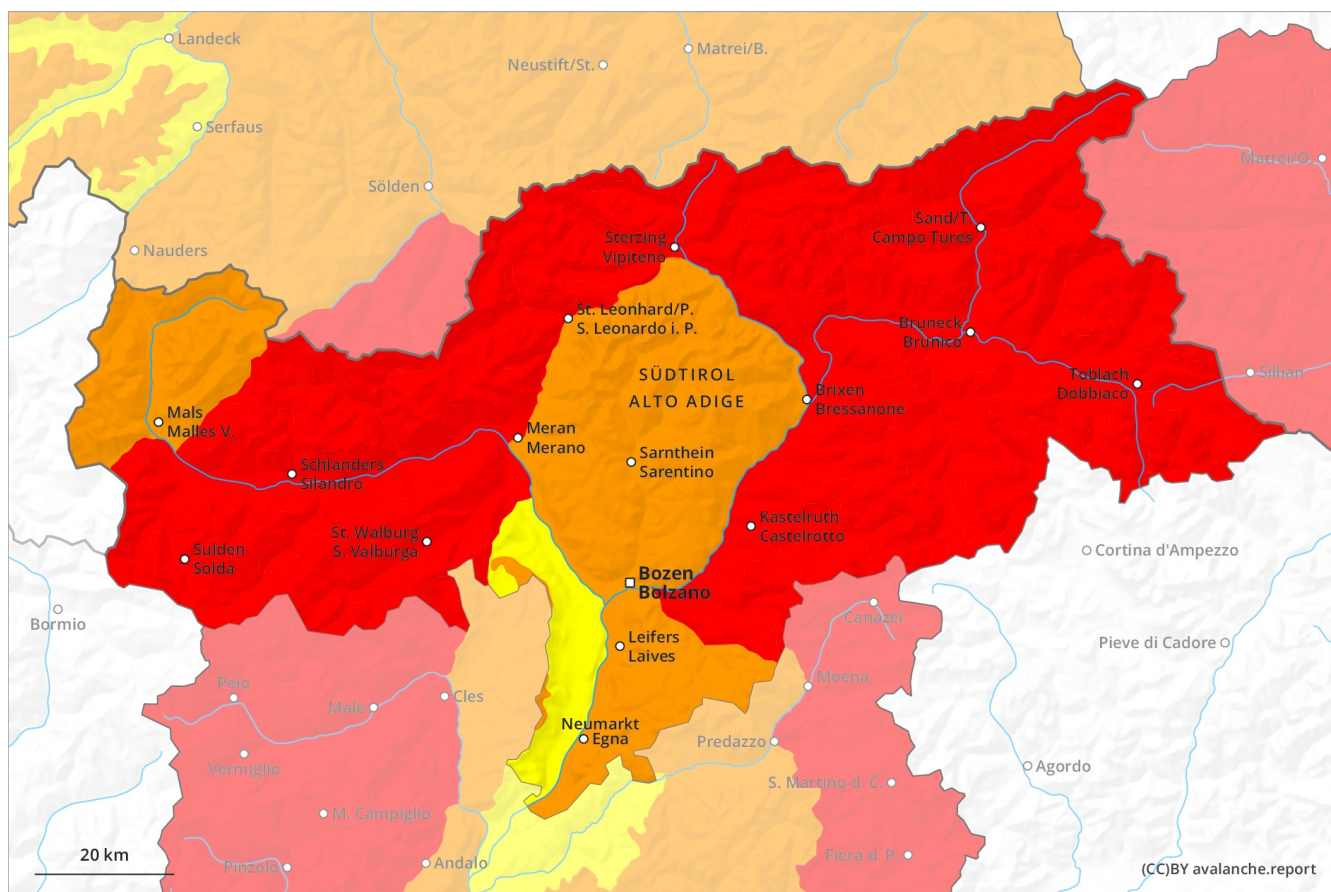 Landeck
Matrei/B.
Neustift/St.
Serfaus
Matrei/O.
Sölden
Sand/T.
Campo Tures
Sterzing
Vipiteno
Nauders
St. Leonhard/P.
S. Leonardo i. P.
Bruneck
Brunico
SÜDTIROL
ALTO ADIGE
Toblach
Dobbiaco
Sillian
Brixen
Bressanone
Mals
Malles V.
Meran
Merano
Sarnthein
Sarentino
Schlanders
Silandro
Kastelruth
Castelrotto
St. Walburg
S. Valburga
Sulden
Solda
Cortina d'Ampezzo
Bozen
Bolzano
Bormio
Canazei
Leifers
Laives
Pieve di Cadore
Peio
Cles
Moena
Malè
Neumarkt
Egna
Predazzo
Vermiglio
Agordo
S. Martino d. C.
M. Campiglio
20 km
Pinzolo
Andalo
Fiera d. P.
(CC)BY avalanche.report